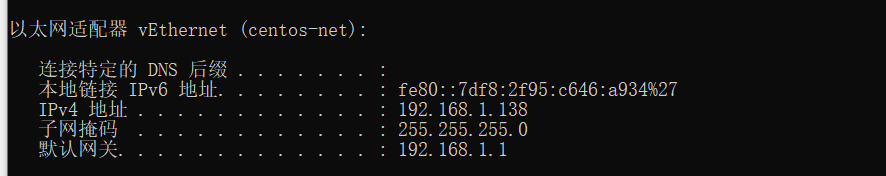 以太网适配器 vEthernet (centos-net):
连接特定的 DNS 后缀 . . . . . . . :
本地链接 IPv6 地址. . . . . . . . : fe80::7df8:2f95:c646:a934%27
IPv4 地址 . . . . . . . . . . . . : 192.168.1.138
子网掩码  . . . . . . . . . . . . : 255.255.255.0
默认网关. . . . . . . . . . . . . : 192.168.1.1